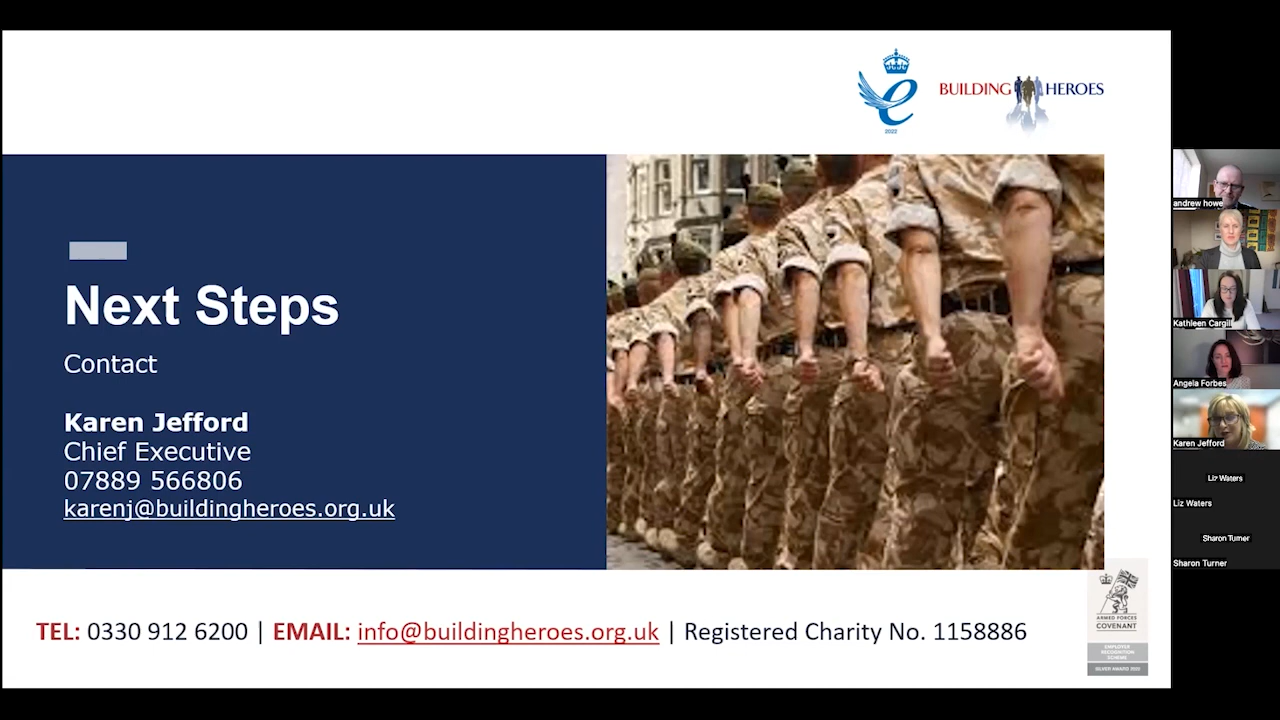 2022
BUILDING HEROES
Next Steps
Contact
Karen Jefford
Chief Executive
07889 566806
karenj@buildingheroes.org.uk
TEL: 0330 912 6200 | EMAIL: info@buildingheroes.org.uk | Registered Charity No. 1158886
ARMED FORCES
COVENANT
EMPLOYER
RECOGNITION
SCHEME
SILVER AWARD 2022
andrew howe
Kathleen Cargill
Angela Forbes
Karen Jefford
Liz Waters
Liz Waters
Sharon Turner
Sharon Turner